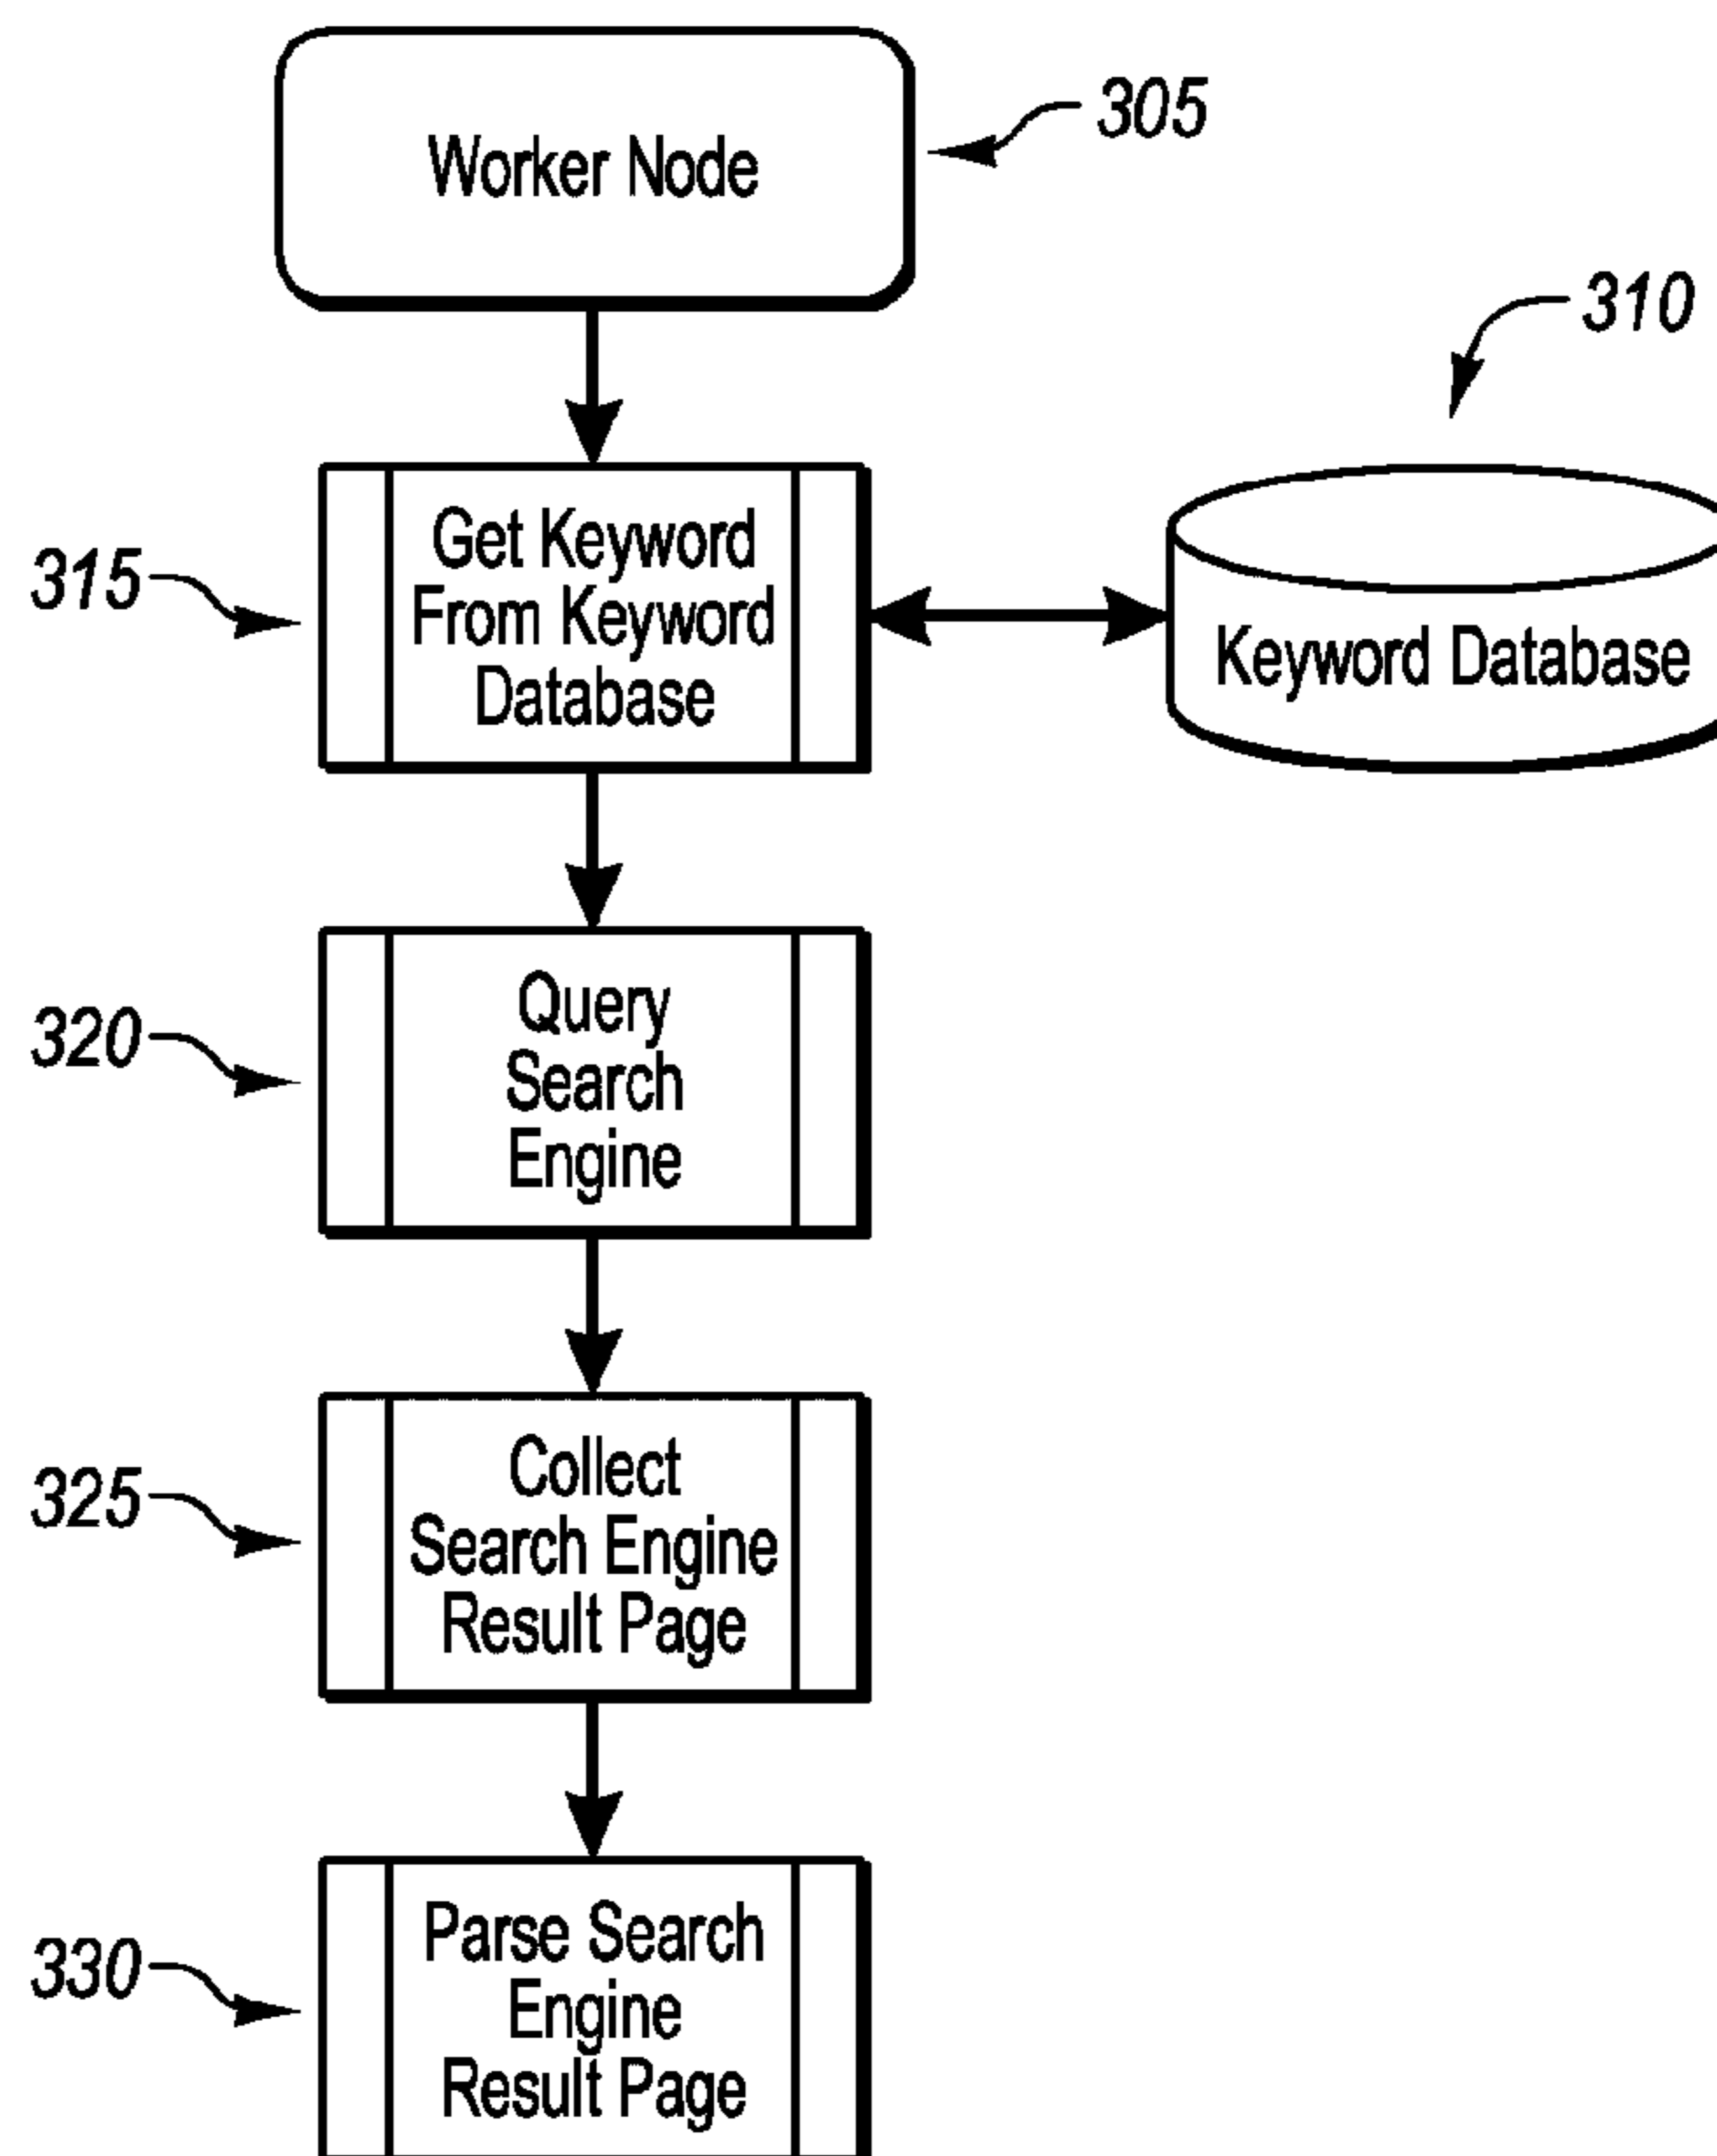 Worker Node
305
310
315
Get Keyword
From Keyword
Database
Keyword Database
320
Query
Search
Engine
325
Collect
Search Engine
Result Page
330
Parse Search
Engine
Result Page